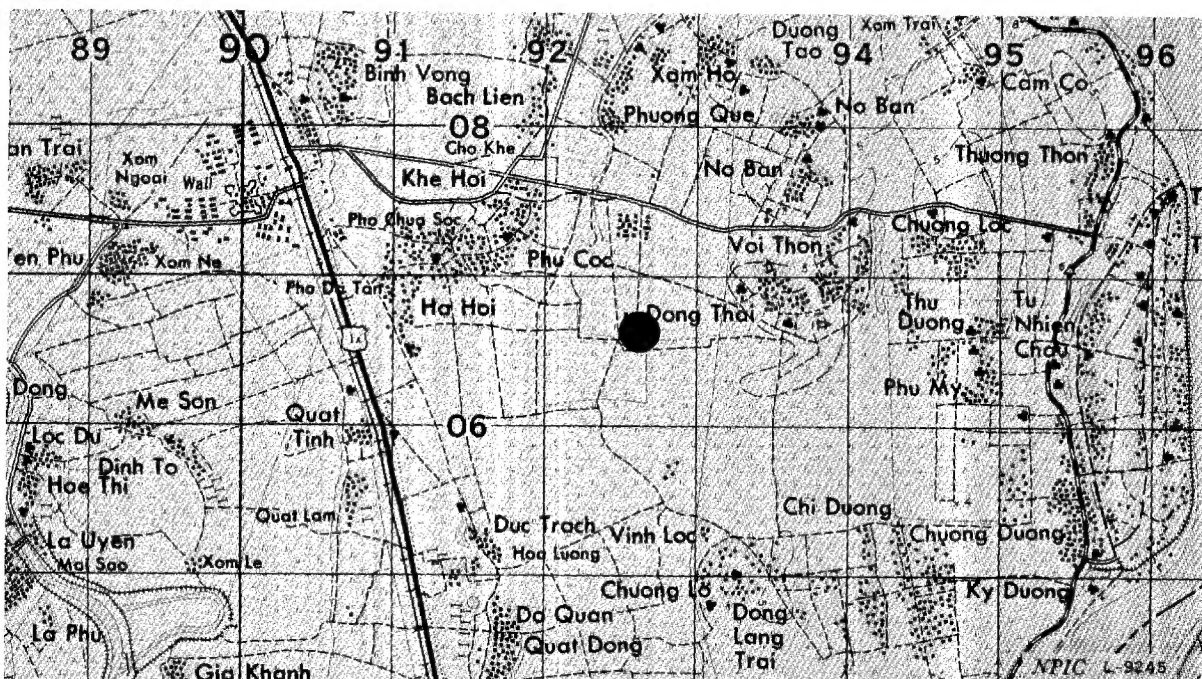 89 90 91 92 94 95 96
Duong
Tao
Xom Trai
Binh Vong
Bach Lien
Xam Ho
Phuong Que
No Ban
Cam Co
08
Cho Khe
an Trai
Xom
Ngoai
Wall
Khe Hoi
No Ban
Thuong Thon
Pho Chua Soc
Voi Thon
Chuong Loc
en Phu
Xom Ne
Phu Coc
Pho Do Tan
Ha Hoi
Dong Thai
Thu
Duong
Tu
Nhien
Chau
1A
Dong
Me Son
Phu My
Quat
Tinh
06
Loc Du
Dinh To
Hoe Thi
Quat Lam
Duc Trach
Hoa Luong
Vinh Loc
Chi Duong
Chuong Duong
La Uyen
Mol Sao
Xom Le
Chuong Lo
Ky Duong
Do Quan
Dong
Lang
Trai
La Phu
Quat Dong
Gia Khanh
NPIC L-9245